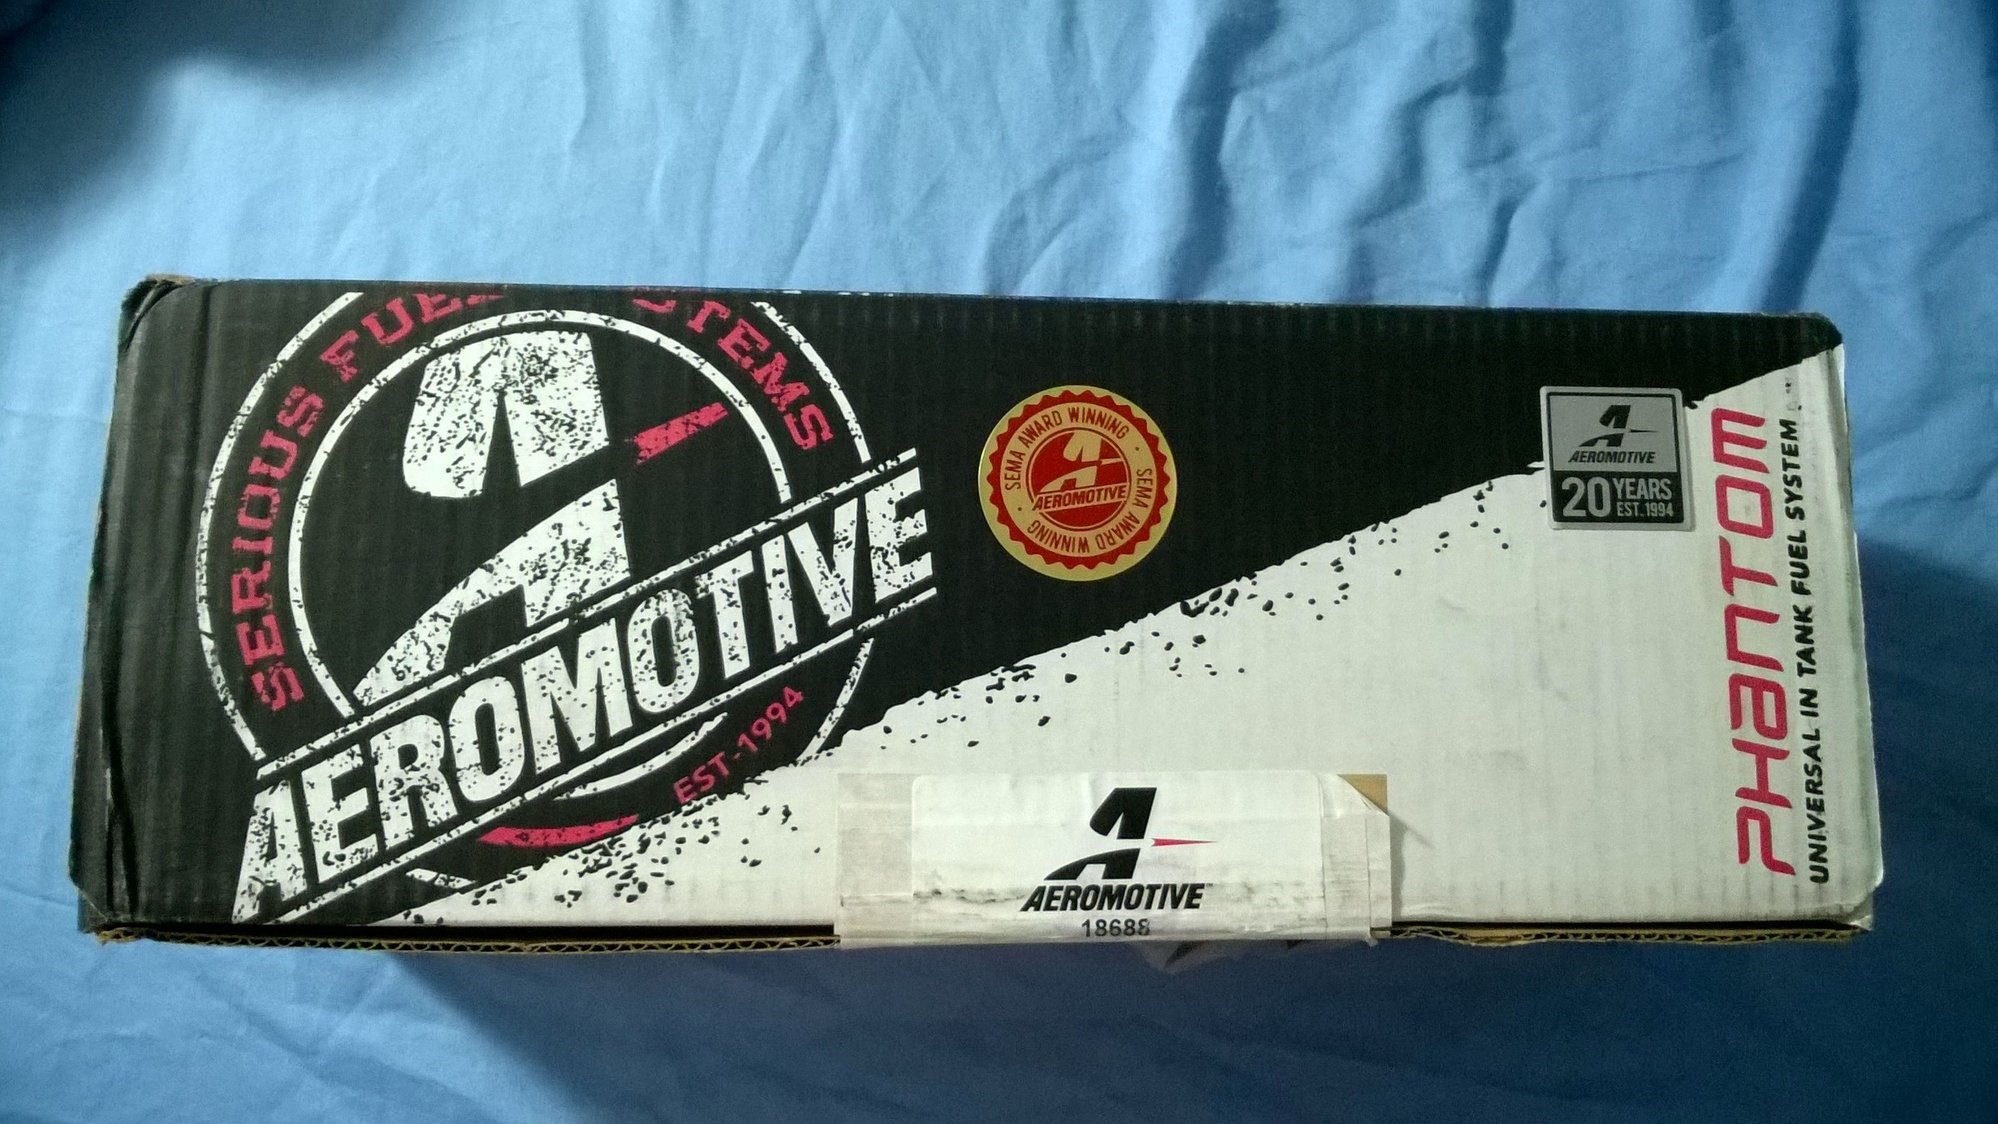 SERIOUS FUEL SYSTEMS
AEROMOTIVE
EST. 1994
SEMA AWARD WINNING · SEMA AWARD WINNING ·
AEROMOTIVE
AEROMOTIVE
20 YEARS
EST. 1994
PHANTOM
UNIVERSAL IN TANK FUEL SYSTEM
AEROMOTIVE
18688